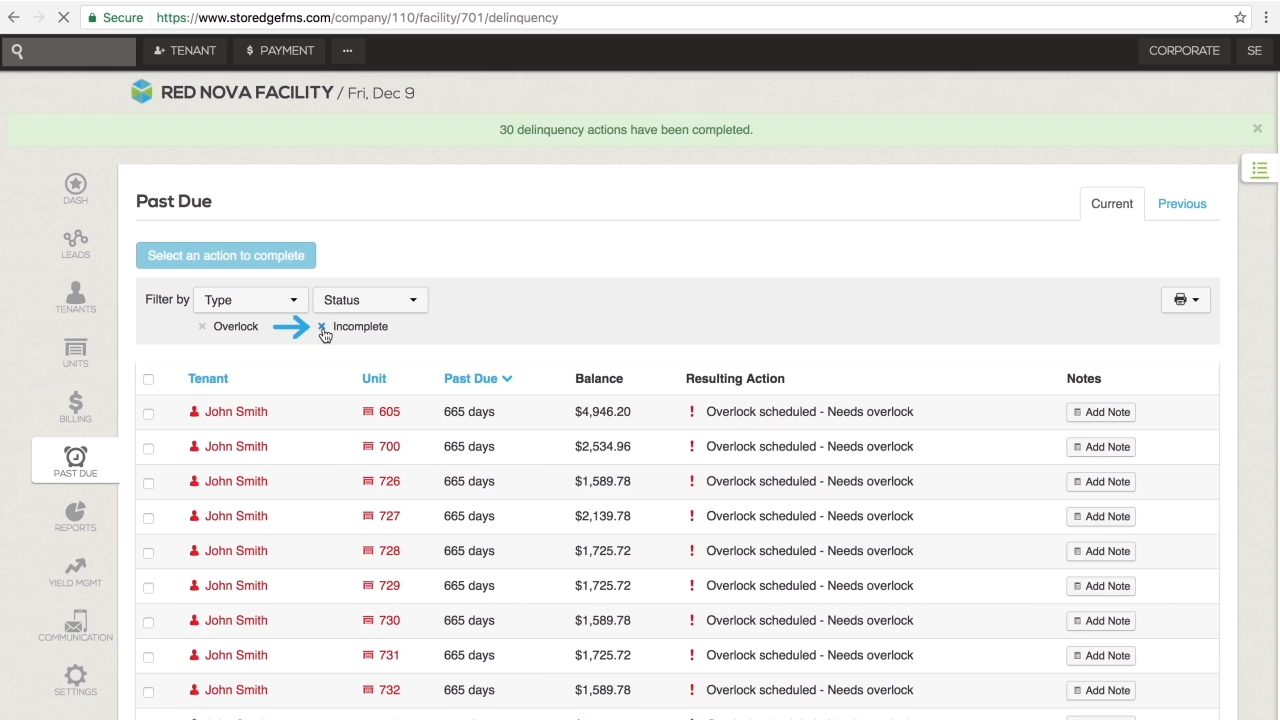 Secure https://www.storedgefms.com/company/110/facility/701/delinquency
TENANT $ PAYMENT ... CORPORATE SE
RED NOVA FACILITY / Fri, Dec 9
30 delinquency actions have been completed. ×
DASH
LEADS
TENANTS
UNITS
BILLING
PAST DUE
REPORTS
YIELD MGMT
COMMUNICATION
SETTINGS
Past Due Current Previous
Select an action to complete
Filter by Type Status
× Overlock × Incomplete
Tenant Unit Past Due Balance Resulting Action Notes
John Smith 605 665 days $4,946.20 ! Overlock scheduled - Needs overlock Add Note
John Smith 700 665 days $2,534.96 ! Overlock scheduled - Needs overlock Add Note
John Smith 726 665 days $1,589.78 ! Overlock scheduled - Needs overlock Add Note
John Smith 727 665 days $2,139.78 ! Overlock scheduled - Needs overlock Add Note
John Smith 728 665 days $1,725.72 ! Overlock scheduled - Needs overlock Add Note
John Smith 729 665 days $1,725.72 ! Overlock scheduled - Needs overlock Add Note
John Smith 730 665 days $1,589.78 ! Overlock scheduled - Needs overlock Add Note
John Smith 731 665 days $1,725.72 ! Overlock scheduled - Needs overlock Add Note
John Smith 732 665 days $1,589.78 ! Overlock scheduled - Needs overlock Add Note